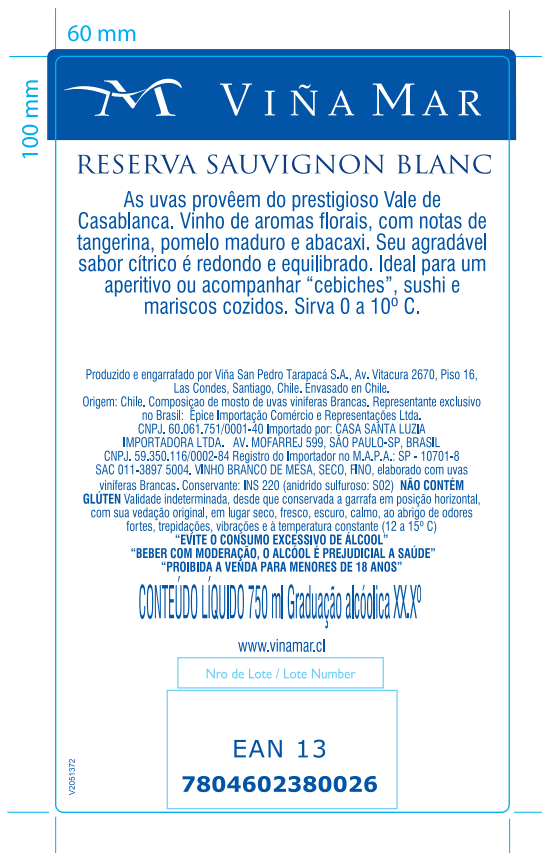 60 mm
100 mm
VIÑA MAR
RESERVA SAUVIGNON BLANC
As uvas provêem do prestigioso Vale de
Casablanca. Vinho de aromas florais, com notas de
tangerina, pomelo maduro e abacaxi. Seu agradável
sabor cítrico é redondo e equilibrado. Ideal para um
aperitivo ou acompanhar “cebiches”, sushi e
mariscos cozidos. Sirva 0 a 10º C.
Produzido e engarrafado por Viña San Pedro Tarapacá S.A., Av. Vitacura 2670, Piso 16,
Las Condes, Santiago, Chile. Envasado en Chile.
Origem: Chile. Composiçao de mosto de uvas viniferas Brancas. Representante exclusivo
no Brasil: Épice Importação Comércio e Representações Ltda.
CNPJ. 60.061.751/0001-40 Importado por: CASA SANTA LUZIA
IMPORTADORA LTDA. AV. MOFARREJ 599, SÃO PAULO-SP, BRASIL
CNPJ. 59.350.116/0002-84 Registro do Importador no M.A.P.A.: SP - 10701-8
SAC 011-3897 5004. VINHO BRANCO DE MESA, SECO, FINO, elaborado com uvas
viníferas Brancas. Conservante: INS 220 (anidrido sulfuroso: SO2) NÃO CONTÉM
GLÚTEN Validade indeterminada, desde que conservada a garrafa em posição horizontal,
com sua vedação original, em lugar seco, fresco, escuro, calmo, ao abrigo de odores
fortes, trepidações, vibrações e à temperatura constante (12 a 15º C)
“EVITE O CONSUMO EXCESSIVO DE ÁLCOOL”
“BEBER COM MODERAÇÃO, O ALCÓOL É PREJUDICIAL A SAÚDE”
“PROIBIDA A VENDA PARA MENORES DE 18 ANOS”
CONTEÚDO LÍQUIDO 750 ml Graduação alcóolica XX.Xº
www.vinamar.cl
Nro de Lote / Lote Number
EAN 13
7804602380026
V2051372